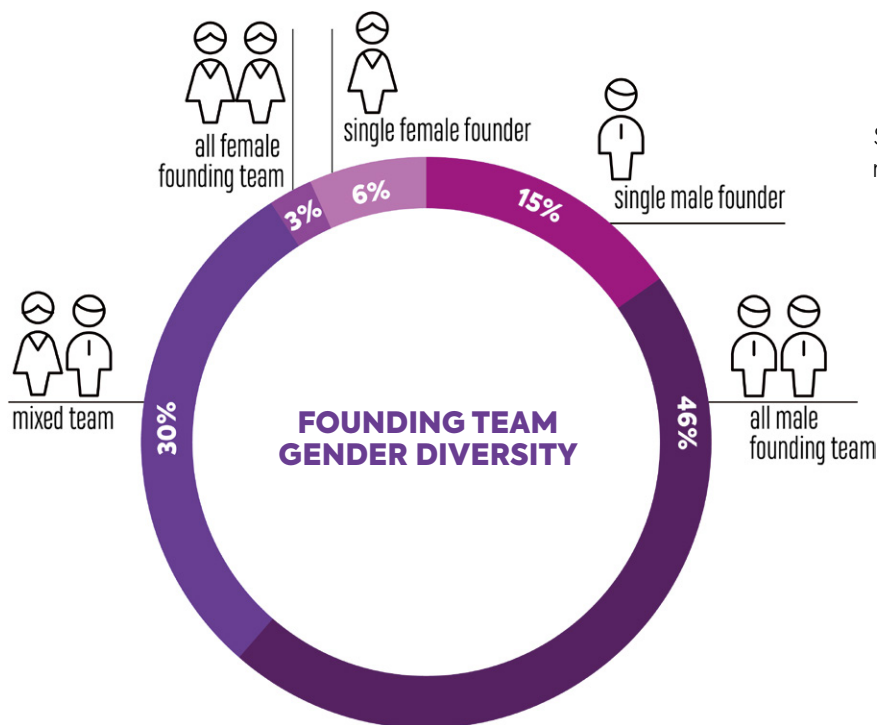 all female
founding team
single female founder
single male founder
3%
6%
15%
mixed team
30%
FOUNDING TEAM
GENDER DIVERSITY
46%
all male
founding team